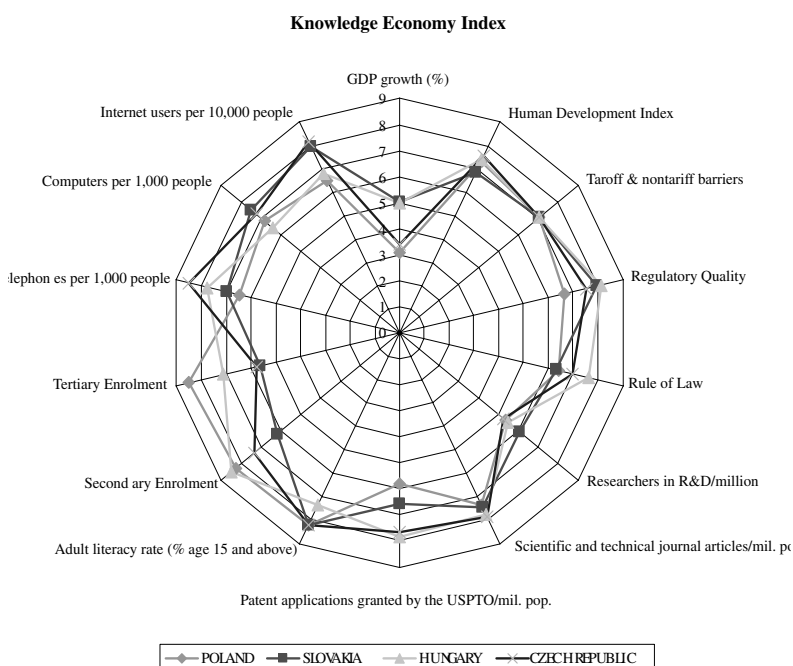 Knowledge Economy Index
GDP growth (%)
Internet users per 10,000 people
Human Development Index
Computers per 1,000 people
Taroff & nontariff barriers
lephon es per 1,000 people
Regulatory Quality
9
8
7
6
5
4
3
2
1
0
Tertiary Enrolment
Rule of Law
Second ary Enrolment
Researchers in R&D/million
Adult literacy rate (% age 15 and above)
Scientific and technical journal articles/mil. po
Patent applications granted by the USPTO/mil. pop.
POLAND SLOVAKIA HUNGARY CZECH REPUBLIC